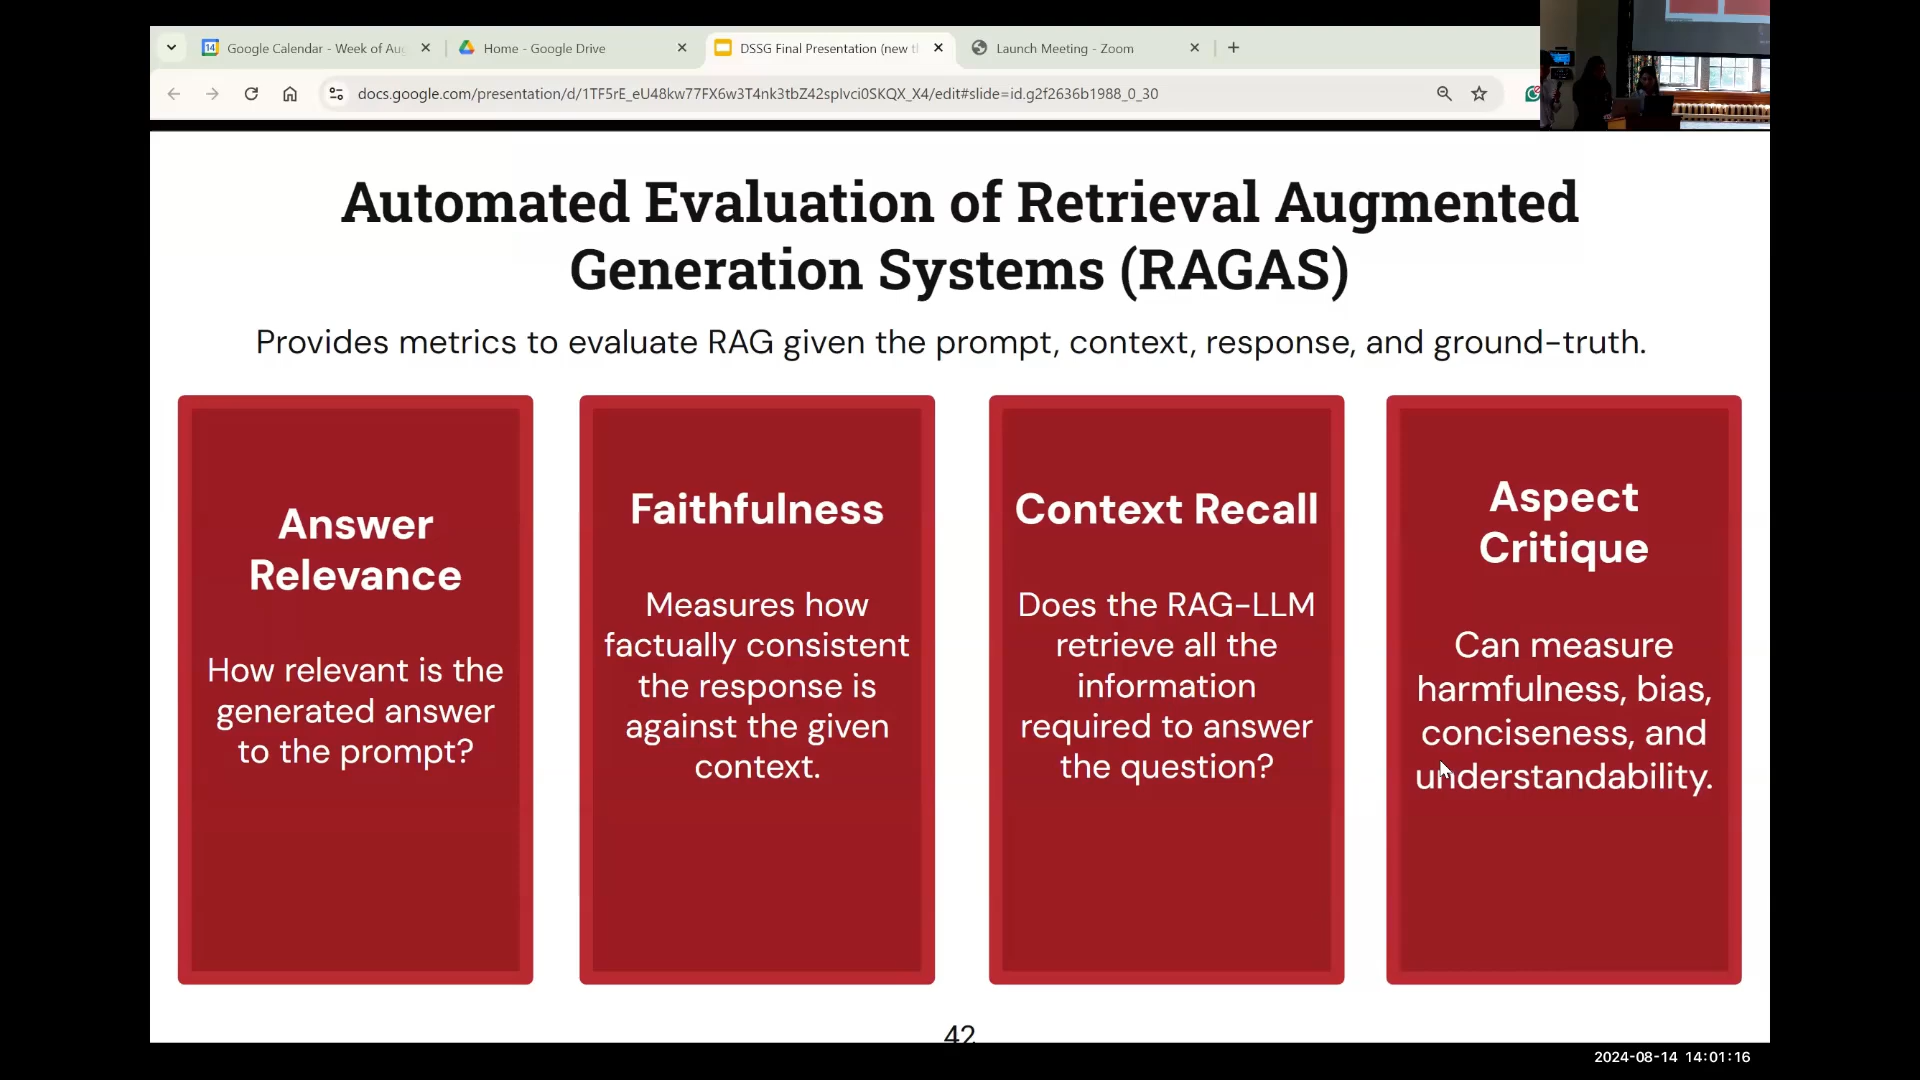 Google Calendar - Week of Aug
Home - Google Drive
DSSG Final Presentation (new t
Launch Meeting - Zoom
docs.google.com/presentation/d/1TF5rE_eU48kw77FX6w3T4nk3tbZ42splvci0SKQX_X4/edit#slide=id.g2f2636b1988_0_30
Automated Evaluation of Retrieval Augmented
Generation Systems (RAGAS)
Provides metrics to evaluate RAG given the prompt, context, response, and ground-truth.
Answer
Relevance
How relevant is the
generated answer
to the prompt?
Faithfulness
Measures how
factually consistent
the response is
against the given
context.
Context Recall
Does the RAG-LLM
retrieve all the
information
required to answer
the question?
Aspect
Critique
Can measure
harmfulness, bias,
conciseness, and
understandability.
42
2024-08-14 14:01:16